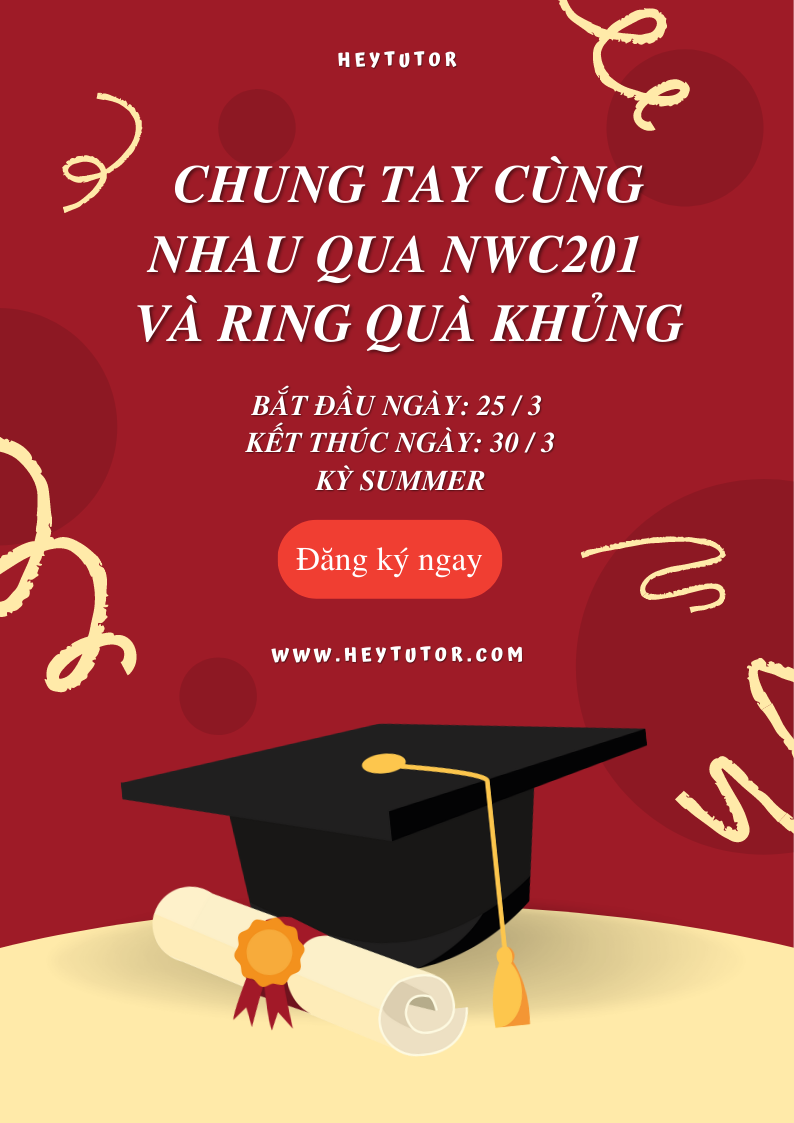 HEYTUTOR
CHUNG TAY CÙNG
NHAU QUA NWC201
VÀ RING QUÀ KHỦNG
BẮT ĐẦU NGÀY: 25 / 3
KẾT THÚC NGÀY: 30 / 3
KỲ SUMMER
Đăng ký ngay
WWW.HEYTUTOR.COM